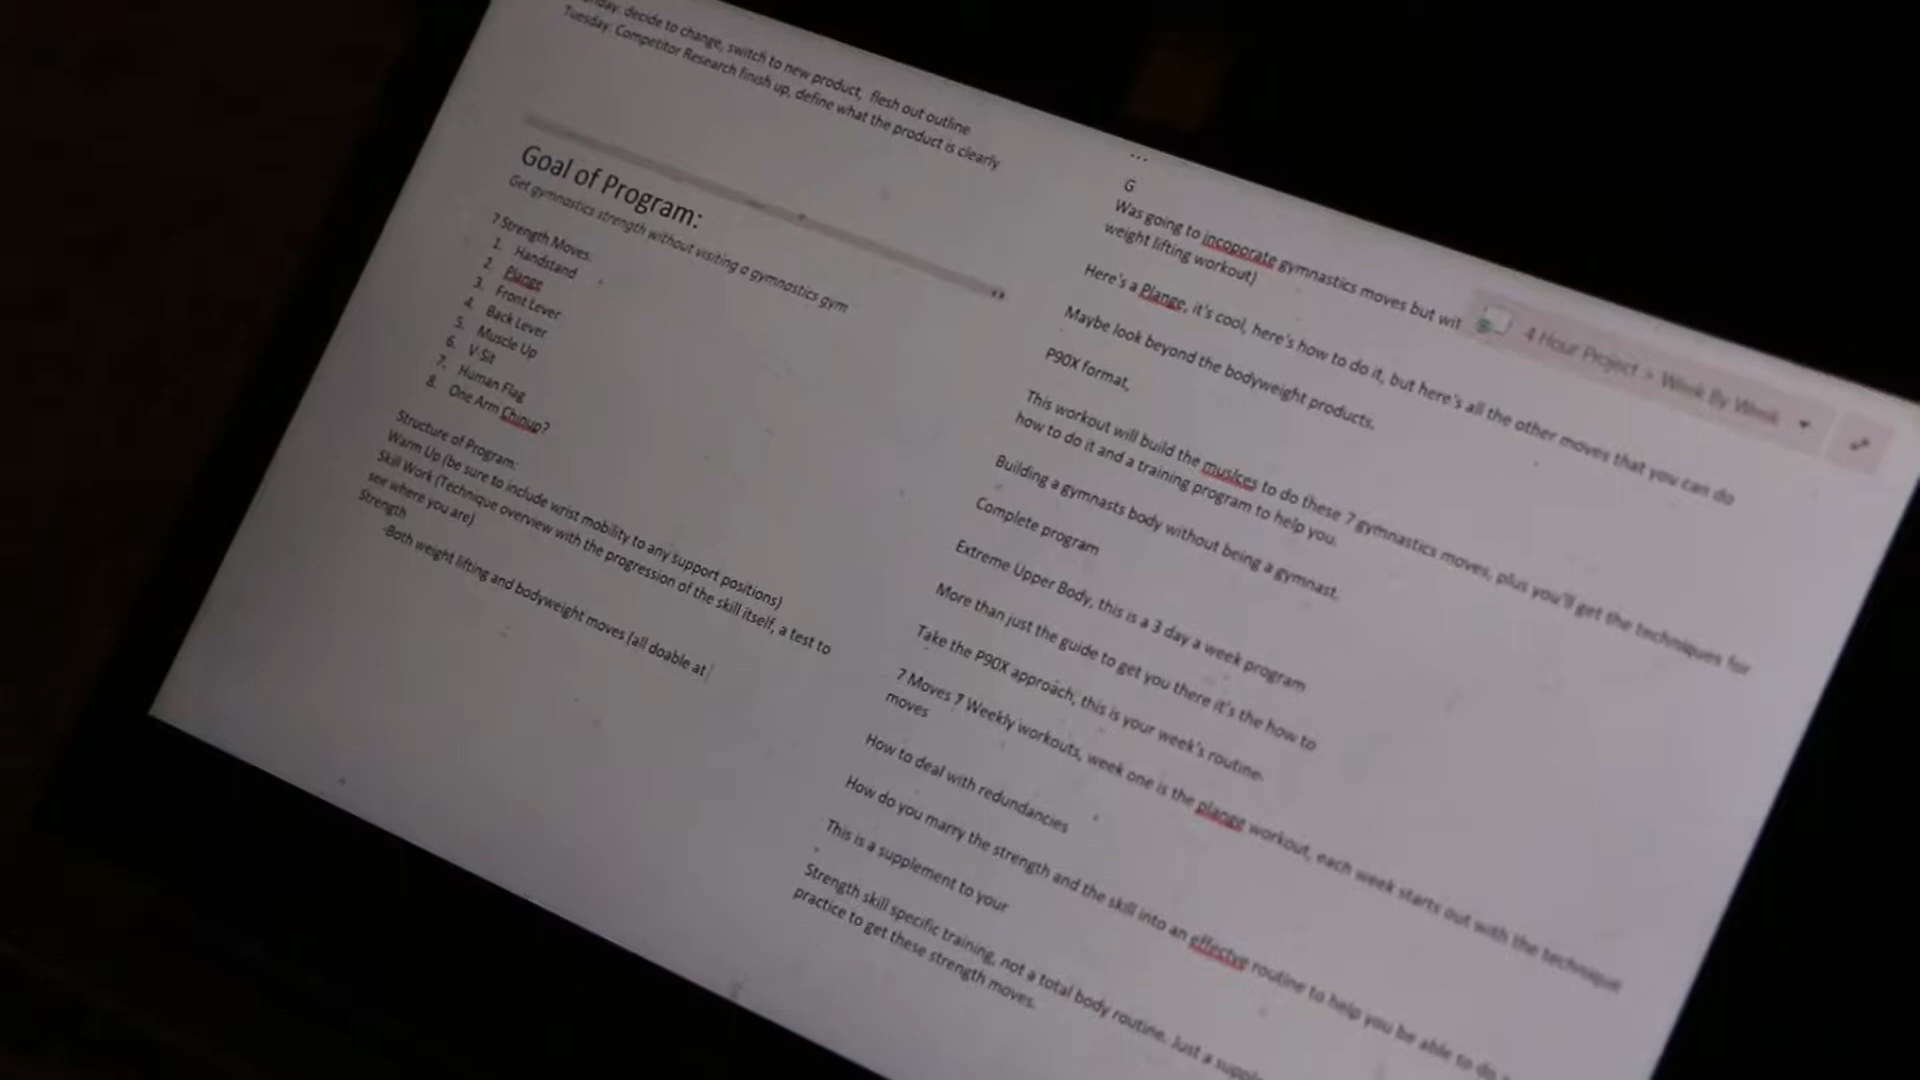 decide to change, switch to new product, flesh out outline
Tuesday: Competitor Research finish up, define what the product is clearly
Goal of Program:
Get gymnastics strength without visiting a gymnastics gym
7 Strength Moves:
1. Handstand
2. Plange
3. Front Lever
4. Back Lever
5. Muscle Up
6. V-Sit
7. Human Flag
8. One Arm Chinup?
Structure of Program:
Warm Up (be sure to include wrist mobility to any support positions)
Skill Work (Technique overview with the progression of the skill itself, a test to
see where you are)
Strength
-Both weight lifting and bodyweight moves (all doable at
...
G
Was going to incoporate gymnastics moves but
weight lifting workout)
Here's a Plange, it's cool, here's how to do it, but here's all the other moves that you can do
Maybe look beyond the bodyweight products.
P90X format,
This workout will build the muslces to do these 7 gymnastics moves, plus you'll get the techniques for
how to do it and a training program to help you.
Building a gymnasts body without being a gymnast.
Complete program
Extreme Upper Body, this is a 3 day a week program
More than just the guide to get you there it's the how to
Take the P90X approach, this is your week's routine.
7 Moves 7 Weekly workouts, week one is the plange workout, each week starts out with the technique
moves
How to deal with redundancies
How do you marry the strength and the skill into an effectve routine to help you be able to do
This is a supplement to your
Strength skill specific training, not a total body routine. Just a
practice to get these strength moves.
4 Hour Project > Week By Week